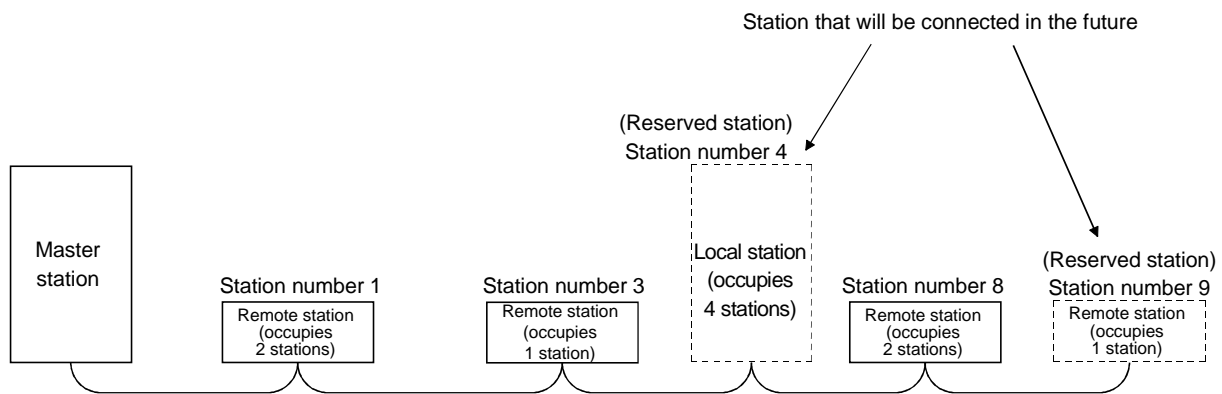 Station that will be connected in the future
(Reserved station)
Station number 4
Master
station
Station number 1
Remote station
(occupies
2 stations)
Station number 3
Remote station
(occupies
1 station)
Local station
(occupies
4 stations)
Station number 8
Remote station
(occupies
2 stations)
(Reserved station)
Station number 9
Remote station
(occupies
1 station)